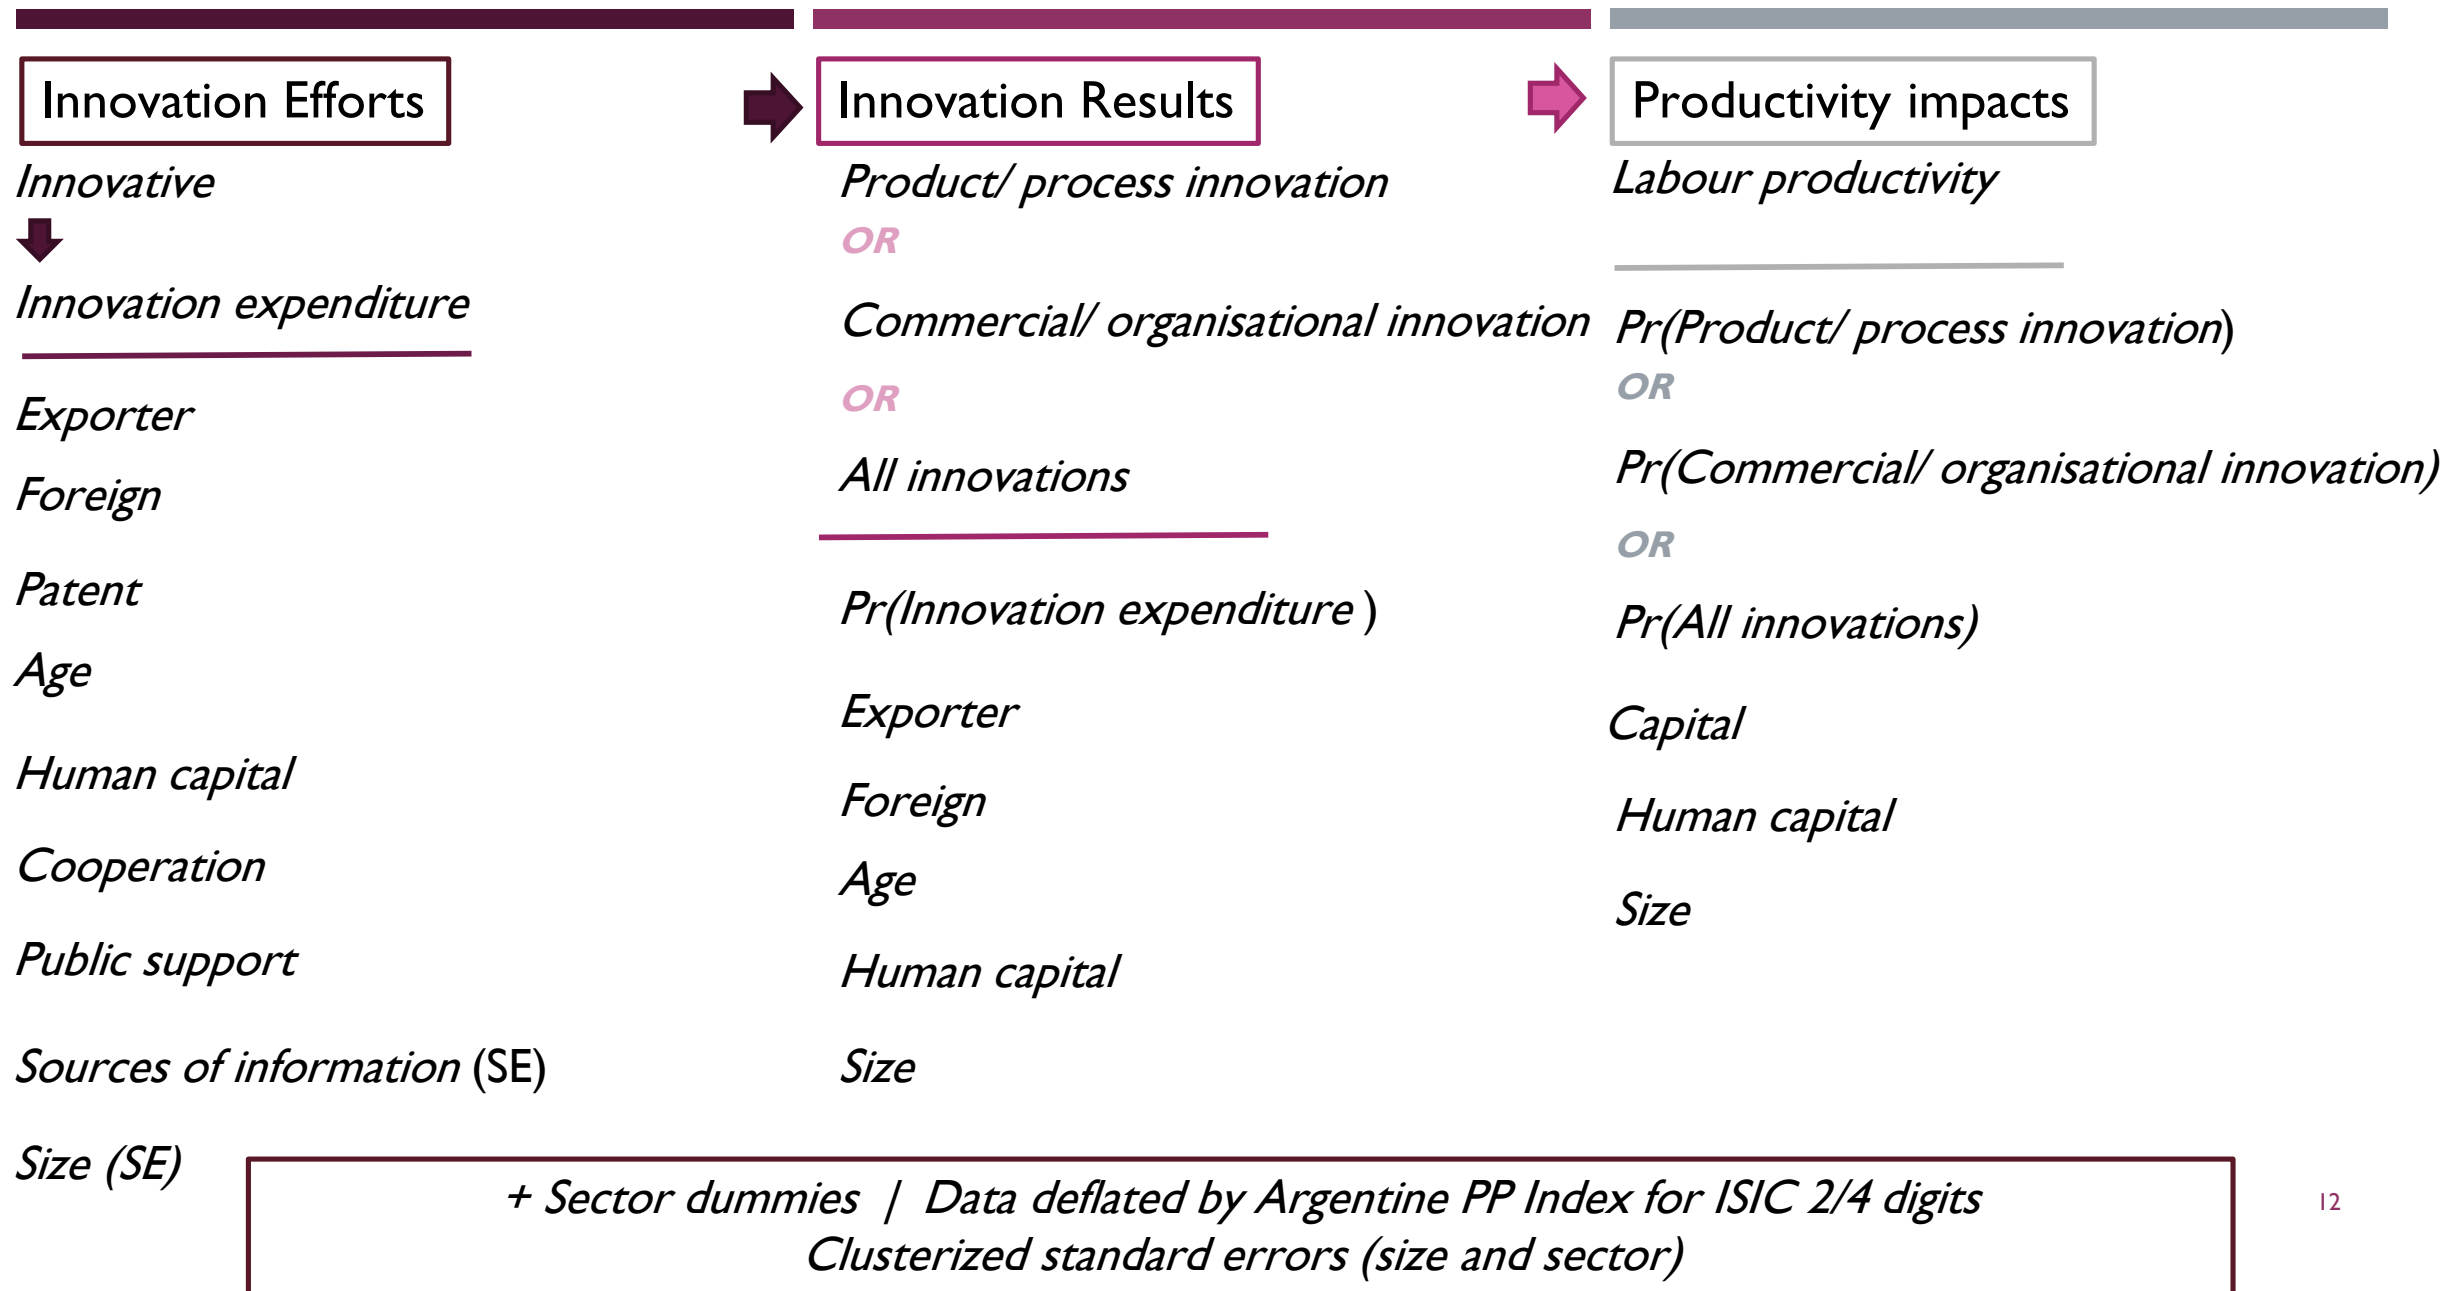 Innovation Efforts
Innovative
Innovation expenditure
Exporter
Foreign
Patent
Age
Human capital
Cooperation
Public support
Sources of information (SE)
Size (SE)
Innovation Results
Product/ process innovation
OR
Commercial/ organisational innovation
OR
All innovations
Pr(Innovation expenditure )
Exporter
Foreign
Age
Human capital
Size
Productivity impacts
Labour productivity
Pr(Product/ process innovation)
OR
Pr(Commercial/ organisational innovation)
OR
Pr(All innovations)
Capital
Human capital
Size
+ Sector dummies | Data deflated by Argentine PP Index for ISIC 2/4 digits
Clusterized standard errors (size and sector)
12